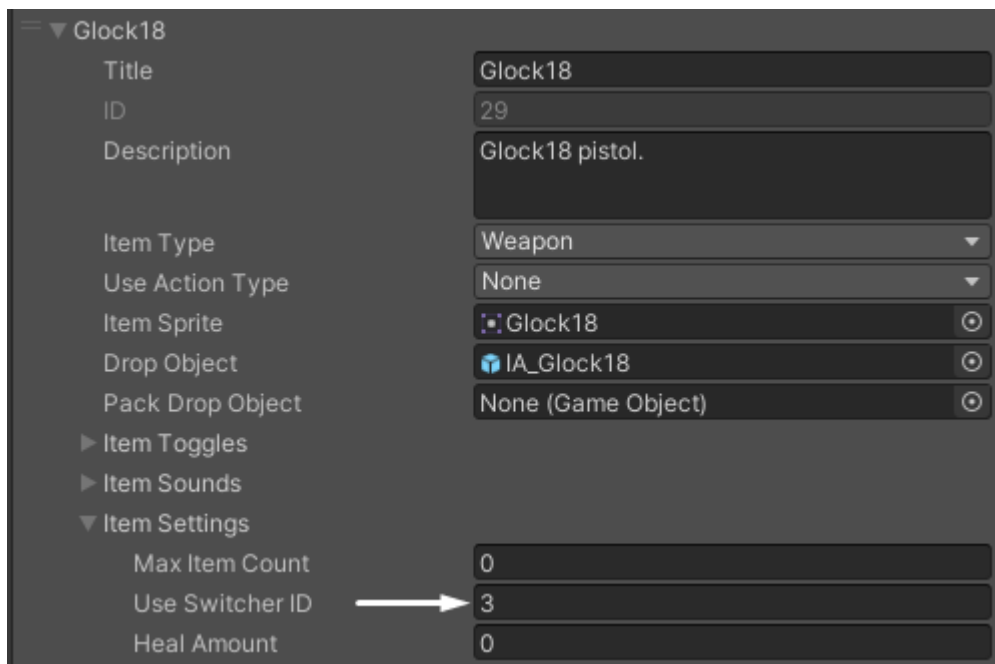 Glock18
Title Glock18
ID 29
Description Glock18 pistol.
Item Type Weapon
Use Action Type None
Item Sprite Glock18
Drop Object IA_Glock18
Pack Drop Object None (Game Object)
Item Toggles
Item Sounds
Item Settings
Max Item Count 0
Use Switcher ID 3
Heal Amount 0